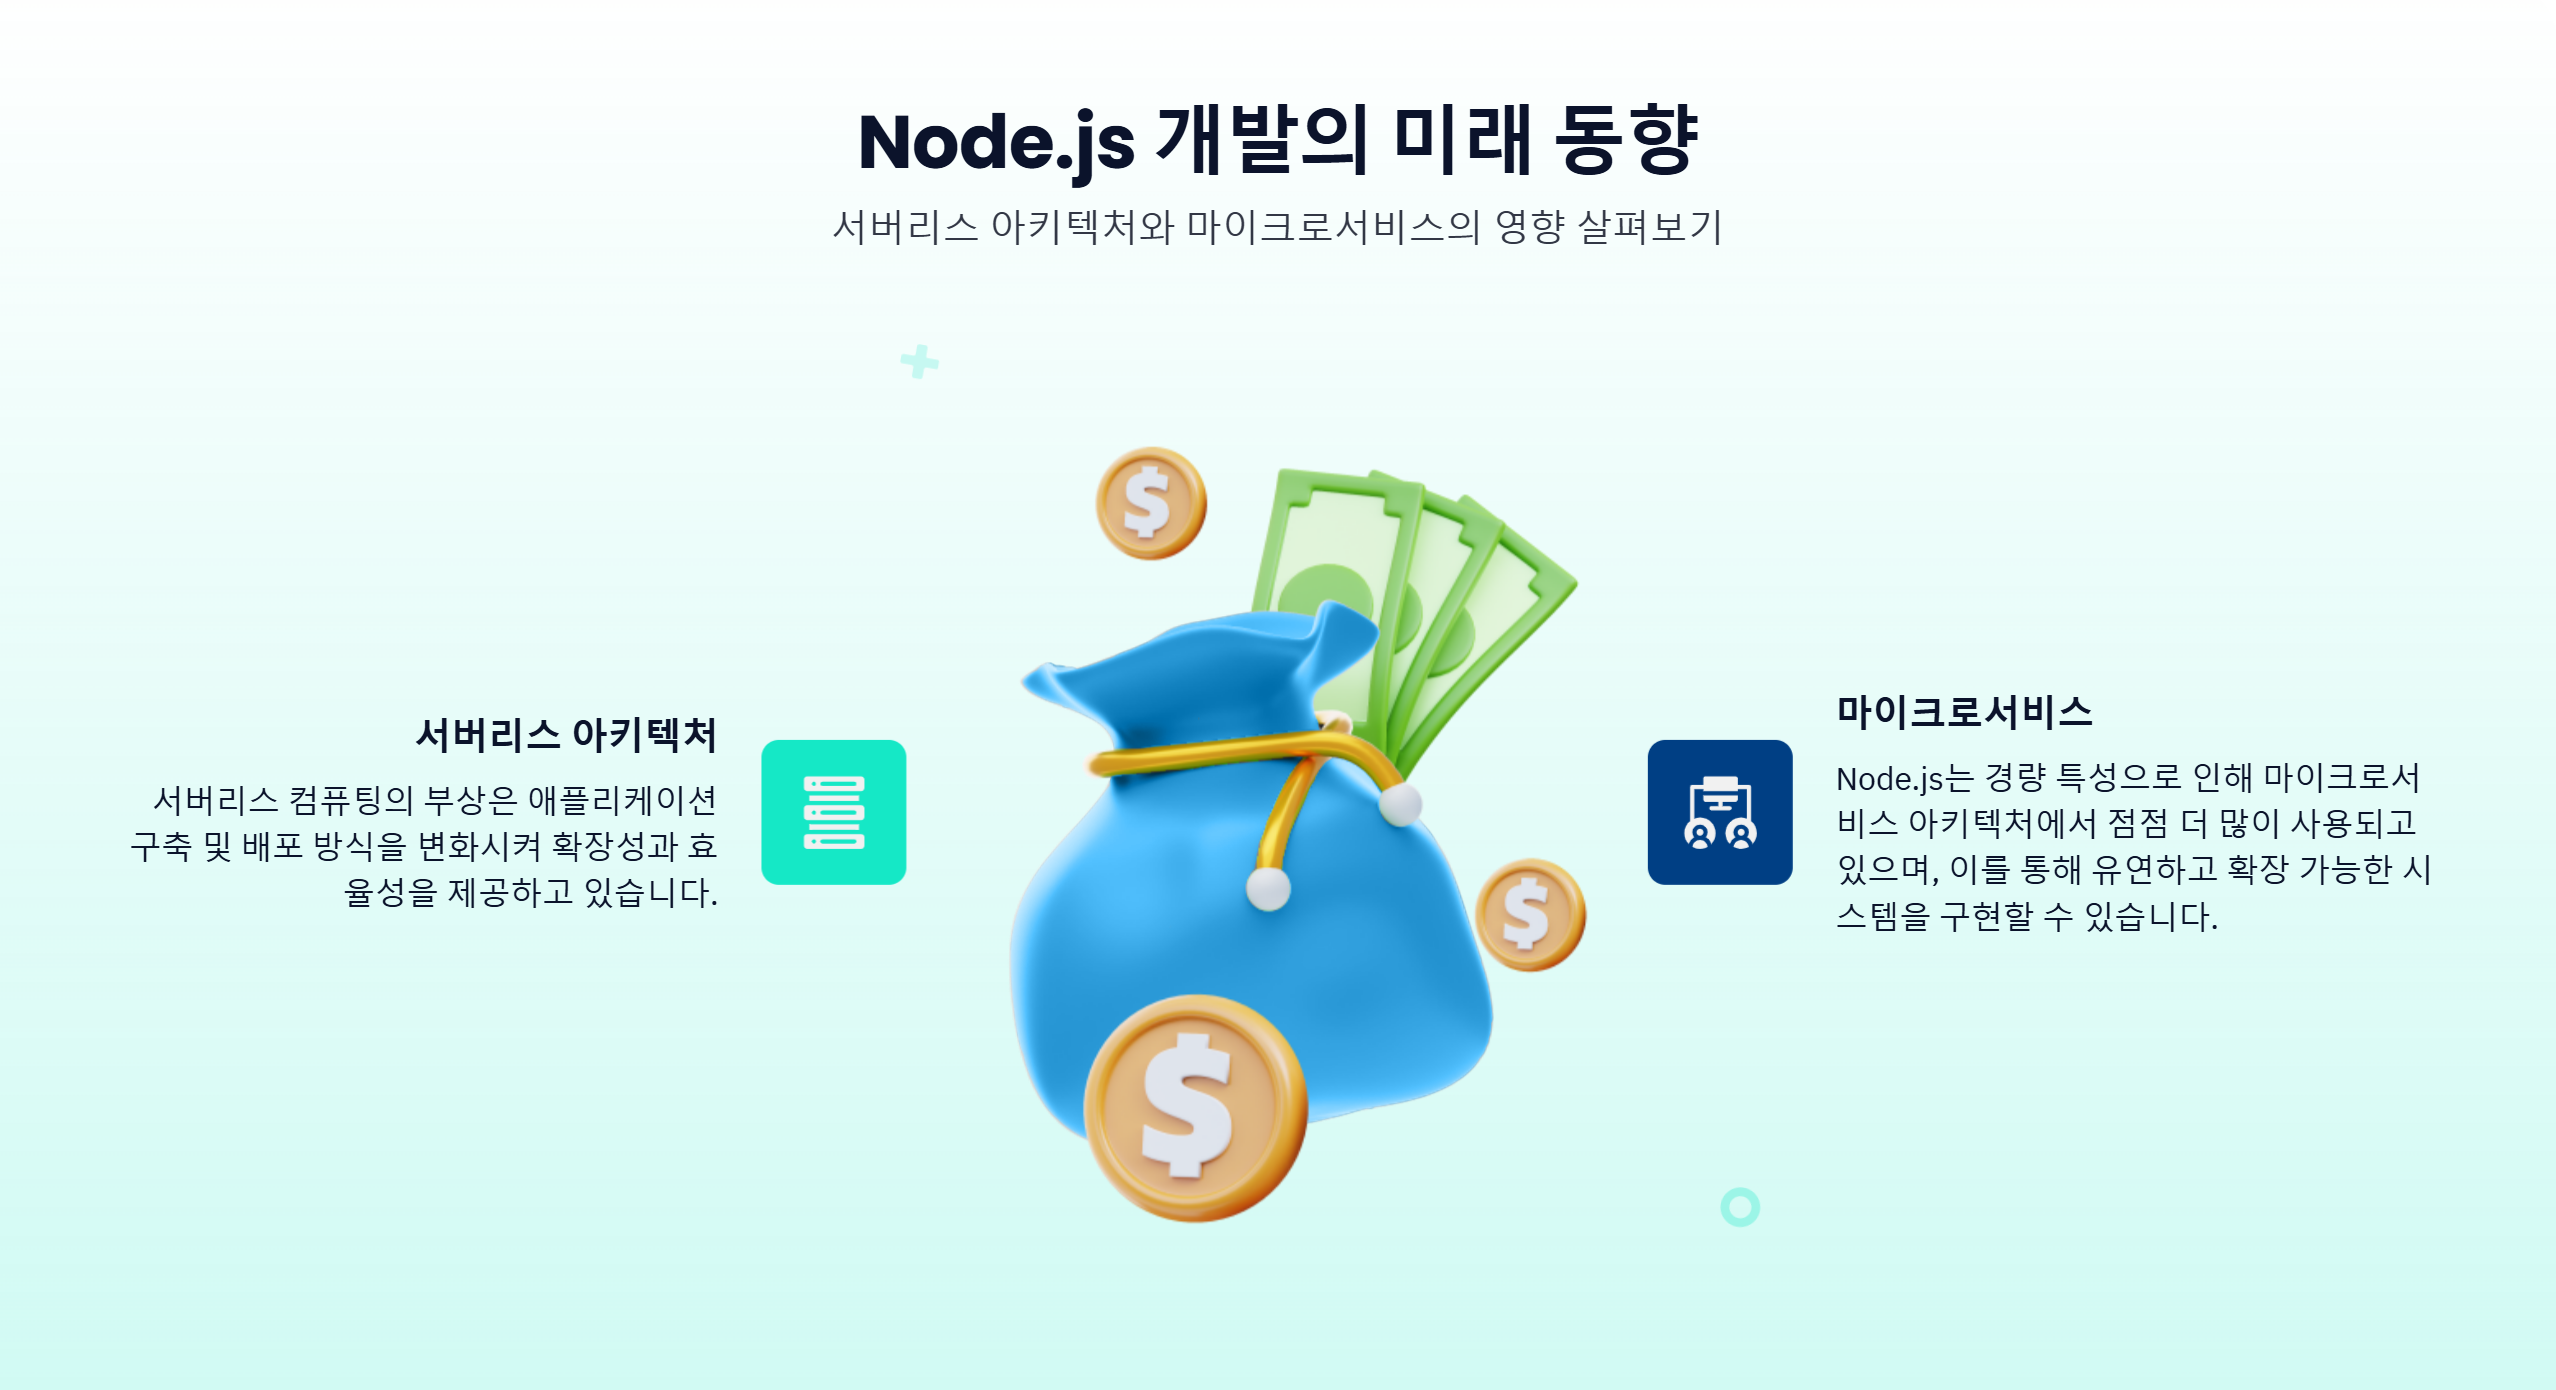 Node.js 개발의 미래 동향
서버리스 아키텍처와 마이크로서비스의 영향 살펴보기
서버리스 아키텍처
서버리스 컴퓨팅의 부상은 애플리케이션
구축 및 배포 방식을 변화시켜 확장성과 효
율성을 제공하고 있습니다.
마이크로서비스
Node.js는 경량 특성으로 인해 마이크로서
비스 아키텍처에서 점점 더 많이 사용되고
있으며, 이를 통해 유연하고 확장 가능한 시
스템을 구현할 수 있습니다.
$
$
$